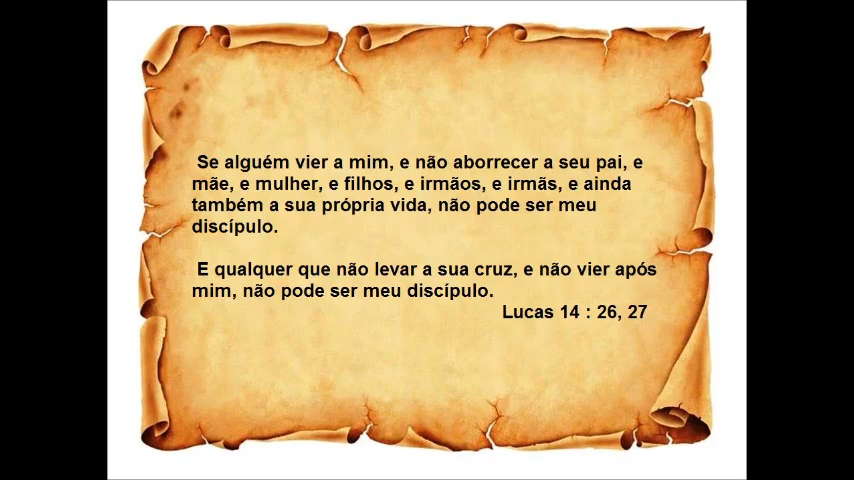 Se alguém vier a mim, e não aborrecer a seu pai, e
mãe, e mulher, e filhos, e irmãos, e irmãs, e ainda
também a sua própria vida, não pode ser meu
discípulo.
E qualquer que não levar a sua cruz, e não vier após
mim, não pode ser meu discípulo.
Lucas 14 : 26, 27